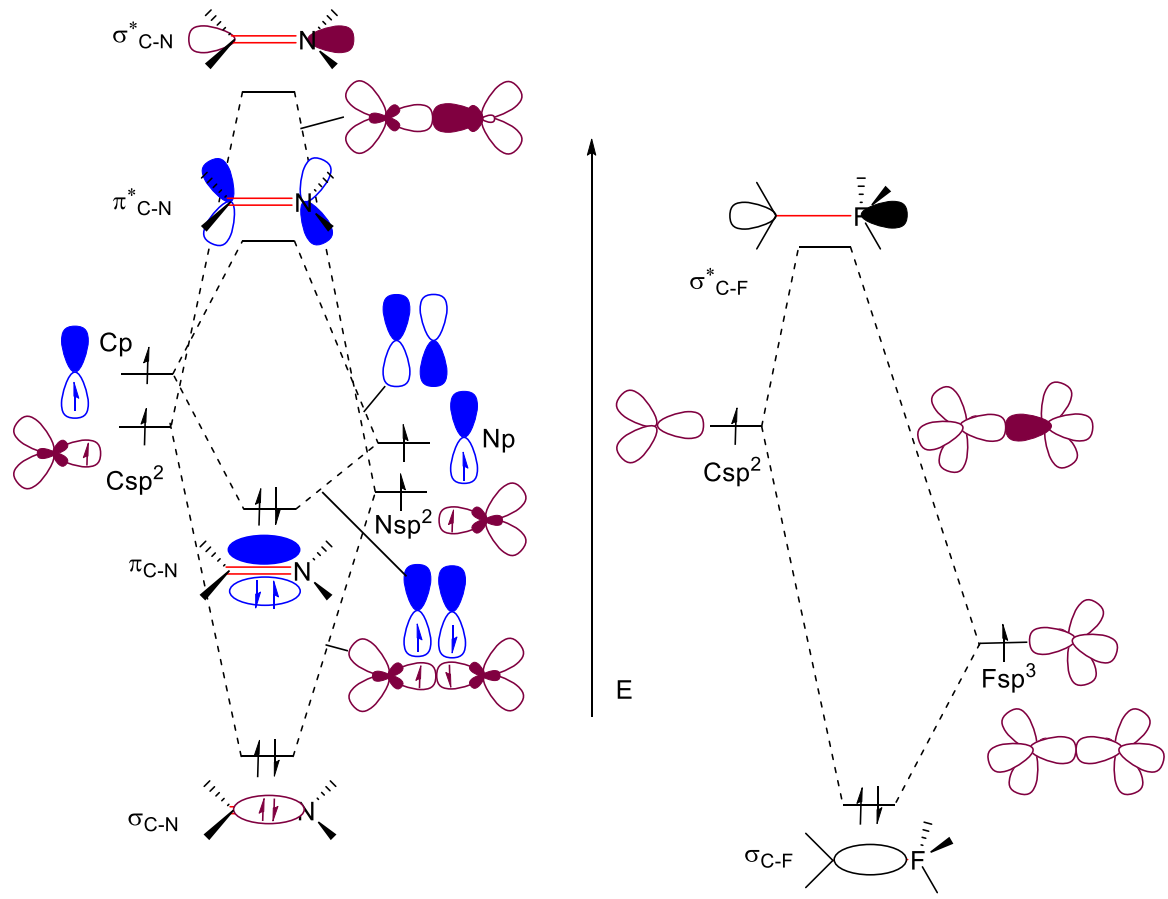 σ*C-N
N
π*C-N
N
Cp
Csp2
Np
Nsp2
πC-N
N
σC-N
N
E
F
σ*C-F
Csp2
Fsp3
σC-F
F